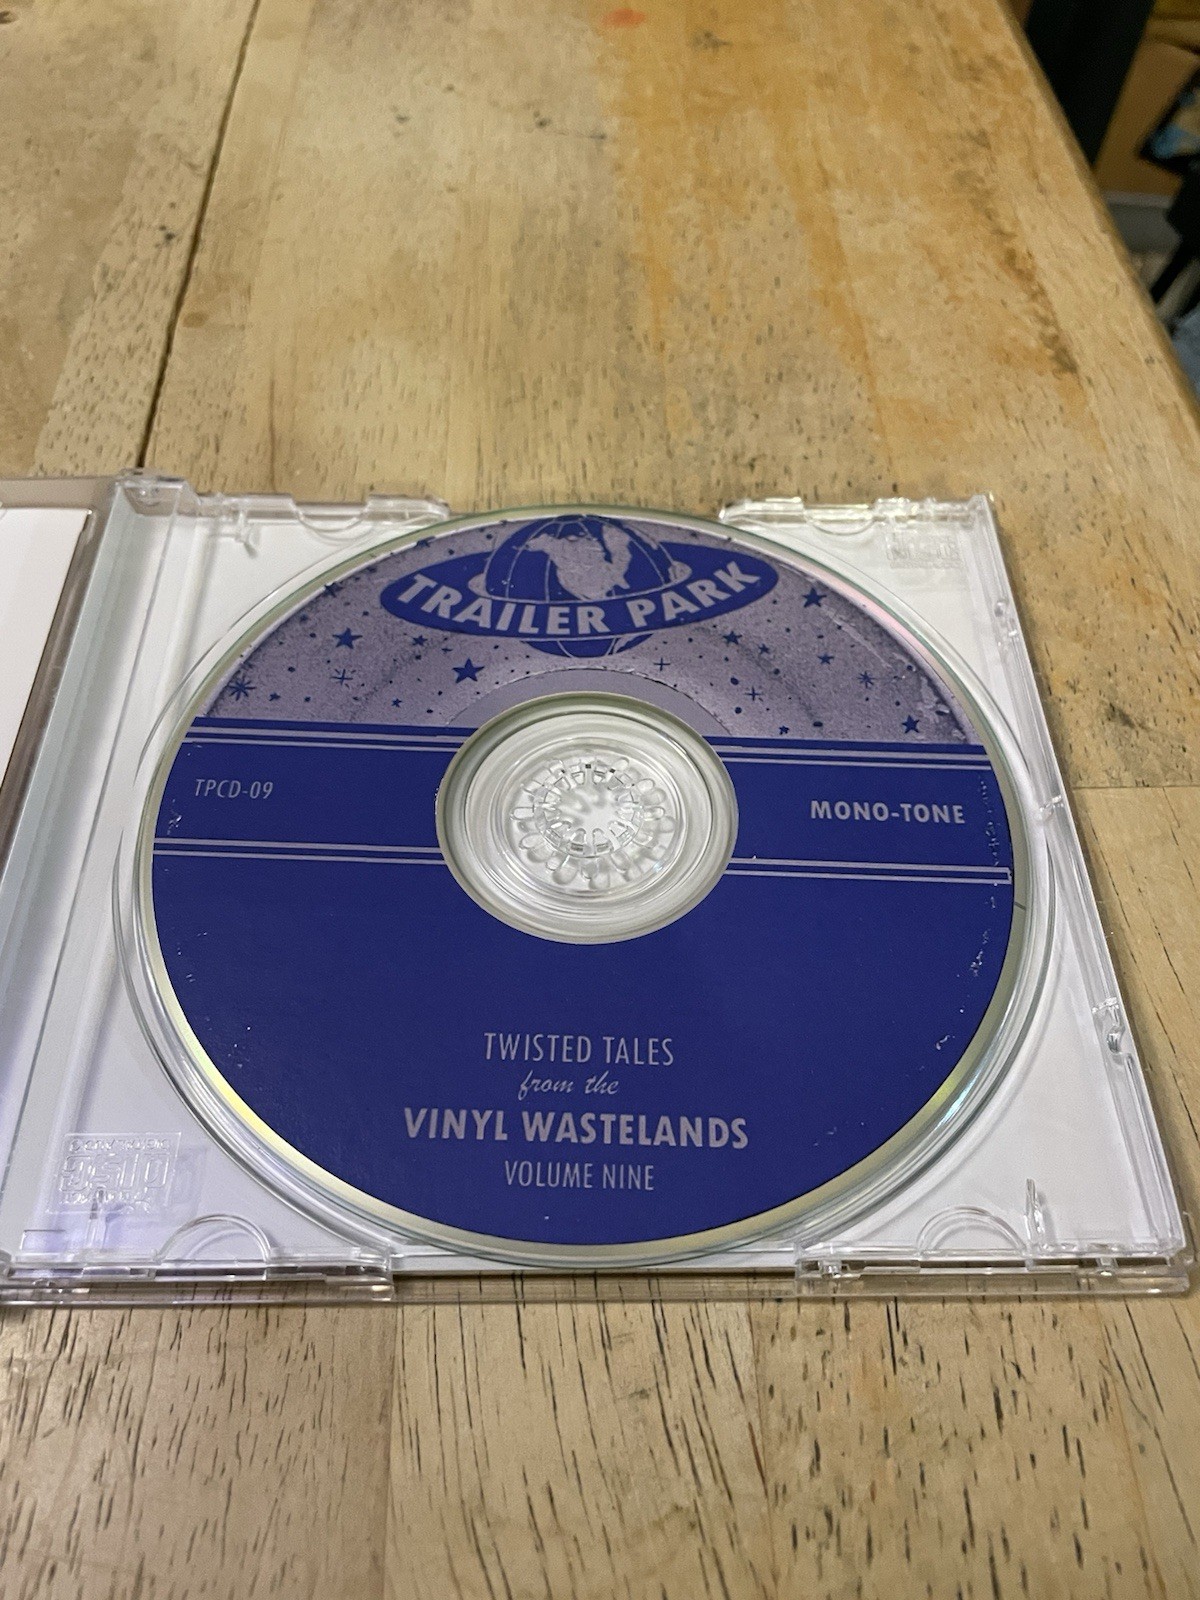 TRAILER PARK
TPCD-09
MONO-TONE
TWISTED TALES
from the
VINYL WASTELANDS
VOLUME NINE